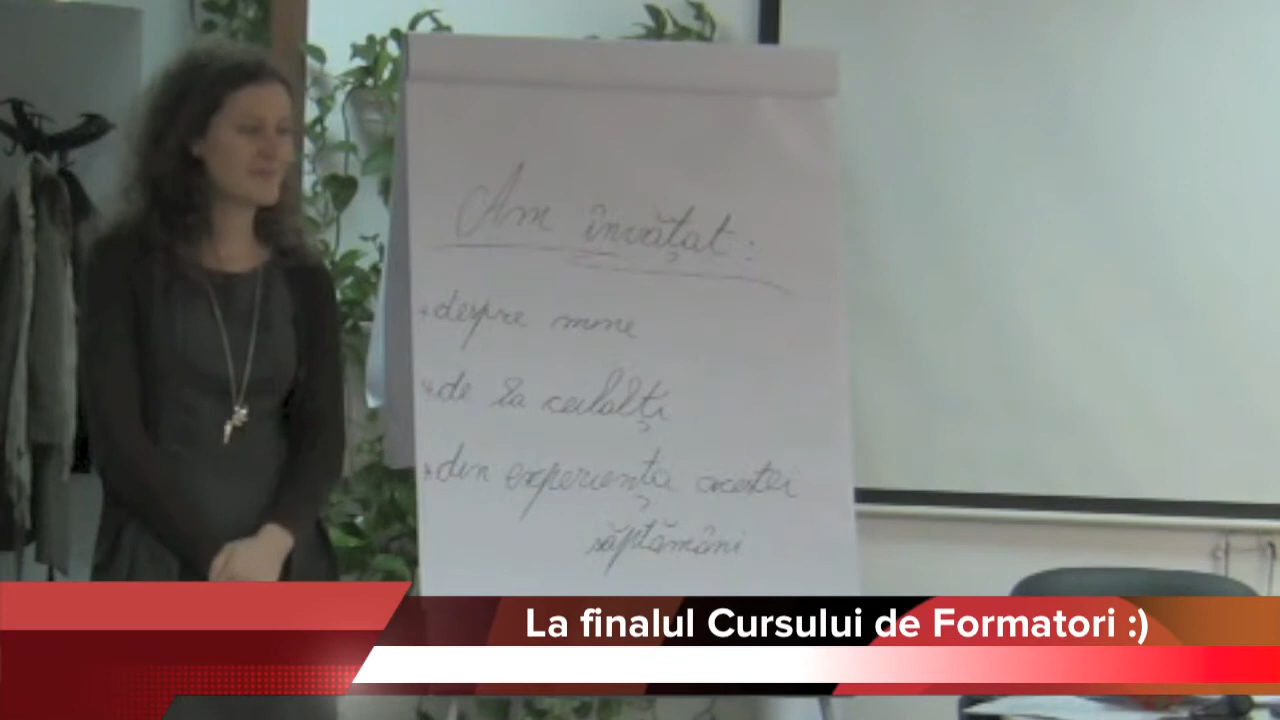 Am învățat :
despre mine
de la ceilalți
din experiența acestei
săptămâni
La finalul Cursului de Formatori :)